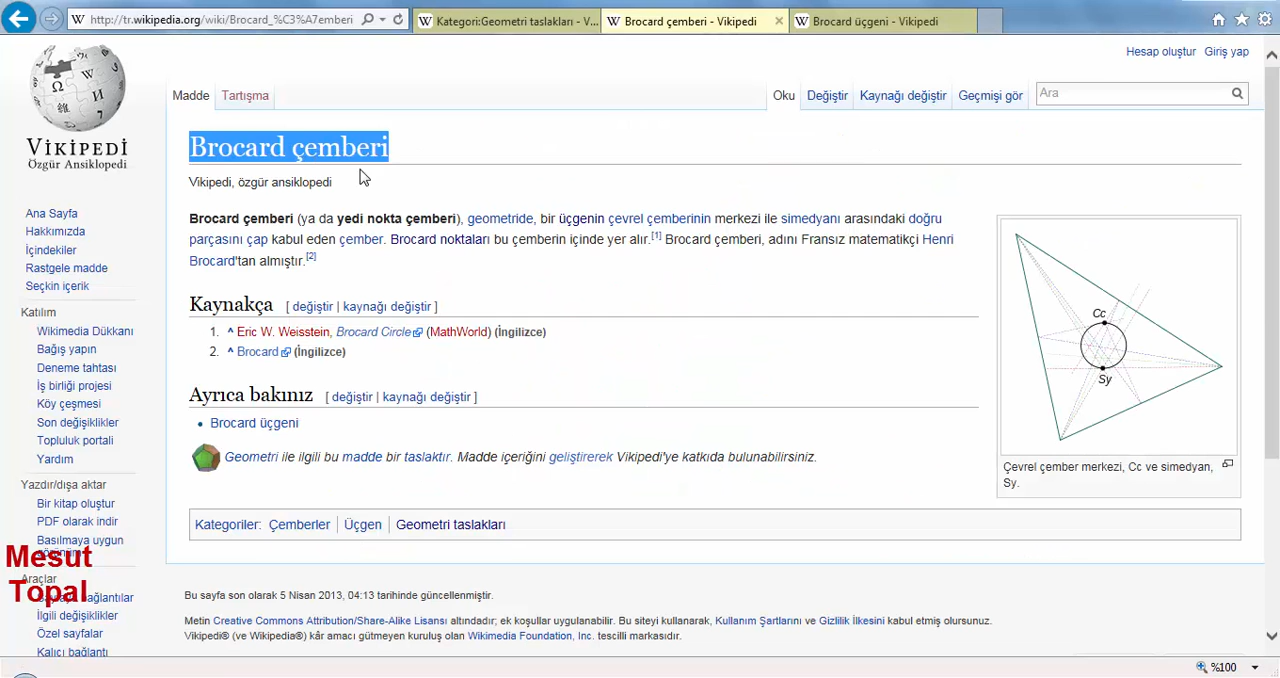 http://tr.wikipedia.org/wiki/Brocard_%C3%A7emberi
Kategori:Geometri taslakları - V...
Brocard çemberi - Vikipedi
Brocard üçgeni - Vikipedi
Hesap oluştur Giriş yap
Madde Tartışma Oku Değiştir Kaynağı değiştir Geçmişi gör Ara
VİKİPEDİ
Özgür Ansiklopedi
Brocard çemberi
Vikipedi, özgür ansiklopedi
Brocard çemberi (ya da yedi nokta çemberi), geometride, bir üçgenin çevrel çemberinin merkezi ile simedyanı arasındaki doğru
parçasını çap kabul eden çember. Brocard noktaları bu çemberin içinde yer alır.[1] Brocard çemberi, adını Fransız matematikçi Henri
Brocard'tan almıştır.[2]
Kaynakça [ değiştir | kaynağı değiştir ]
1. ^ Eric W. Weisstein, Brocard Circle (MathWorld) (İngilizce)
2. ^ Brocard (İngilizce)
Ayrıca bakınız [ değiştir | kaynağı değiştir ]
• Brocard üçgeni
Geometri ile ilgili bu madde bir taslaktır. Madde içeriğini geliştirerek Vikipedi'ye katkıda bulunabilirsiniz.
Kategoriler: Çemberler | Üçgen | Geometri taslakları
Cc
Sy
Çevrel çember merkezi, Cc ve simedyan,
Sy.
Ana Sayfa
Hakkımızda
İçindekiler
Rastgele madde
Seçkin içerik
Katılım
Wikimedia Dükkanı
Bağış yapın
Deneme tahtası
İş birliği projesi
Köy çeşmesi
Son değişiklikler
Topluluk portali
Yardım
Yazdır/dışa aktar
Bir kitap oluştur
PDF olarak indir
Basılmaya uygun
Mesut
Topal
Araçlar
bağlantılar
İlgili değişiklikler
Özel sayfalar
Kalıcı bağlantı
Bu sayfa son olarak 5 Nisan 2013, 04.13 tarihinde güncellenmiştir.
Metin Creative Commons Attribution/Share-Alike Lisansı altındadır; ek koşullar uygulanabilir. Bu siteyi kullanarak, Kullanım Şartlarını ve Gizlilik İlkesini kabul etmiş olursunuz.
Vikipedi® (ve Wikipedia®) kâr amacı gütmeyen kuruluş olan Wikimedia Foundation, Inc. tescilli markasıdır.
%100